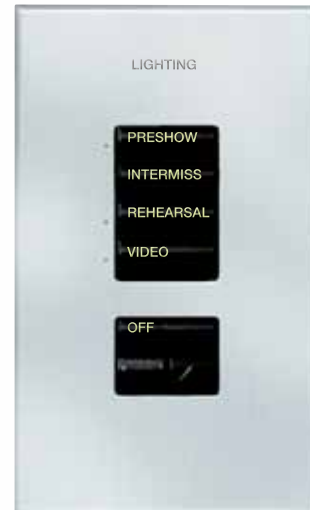 LIGHTING
PRESHOW
INTERMISS
REHEARSAL
VIDEO
OFF